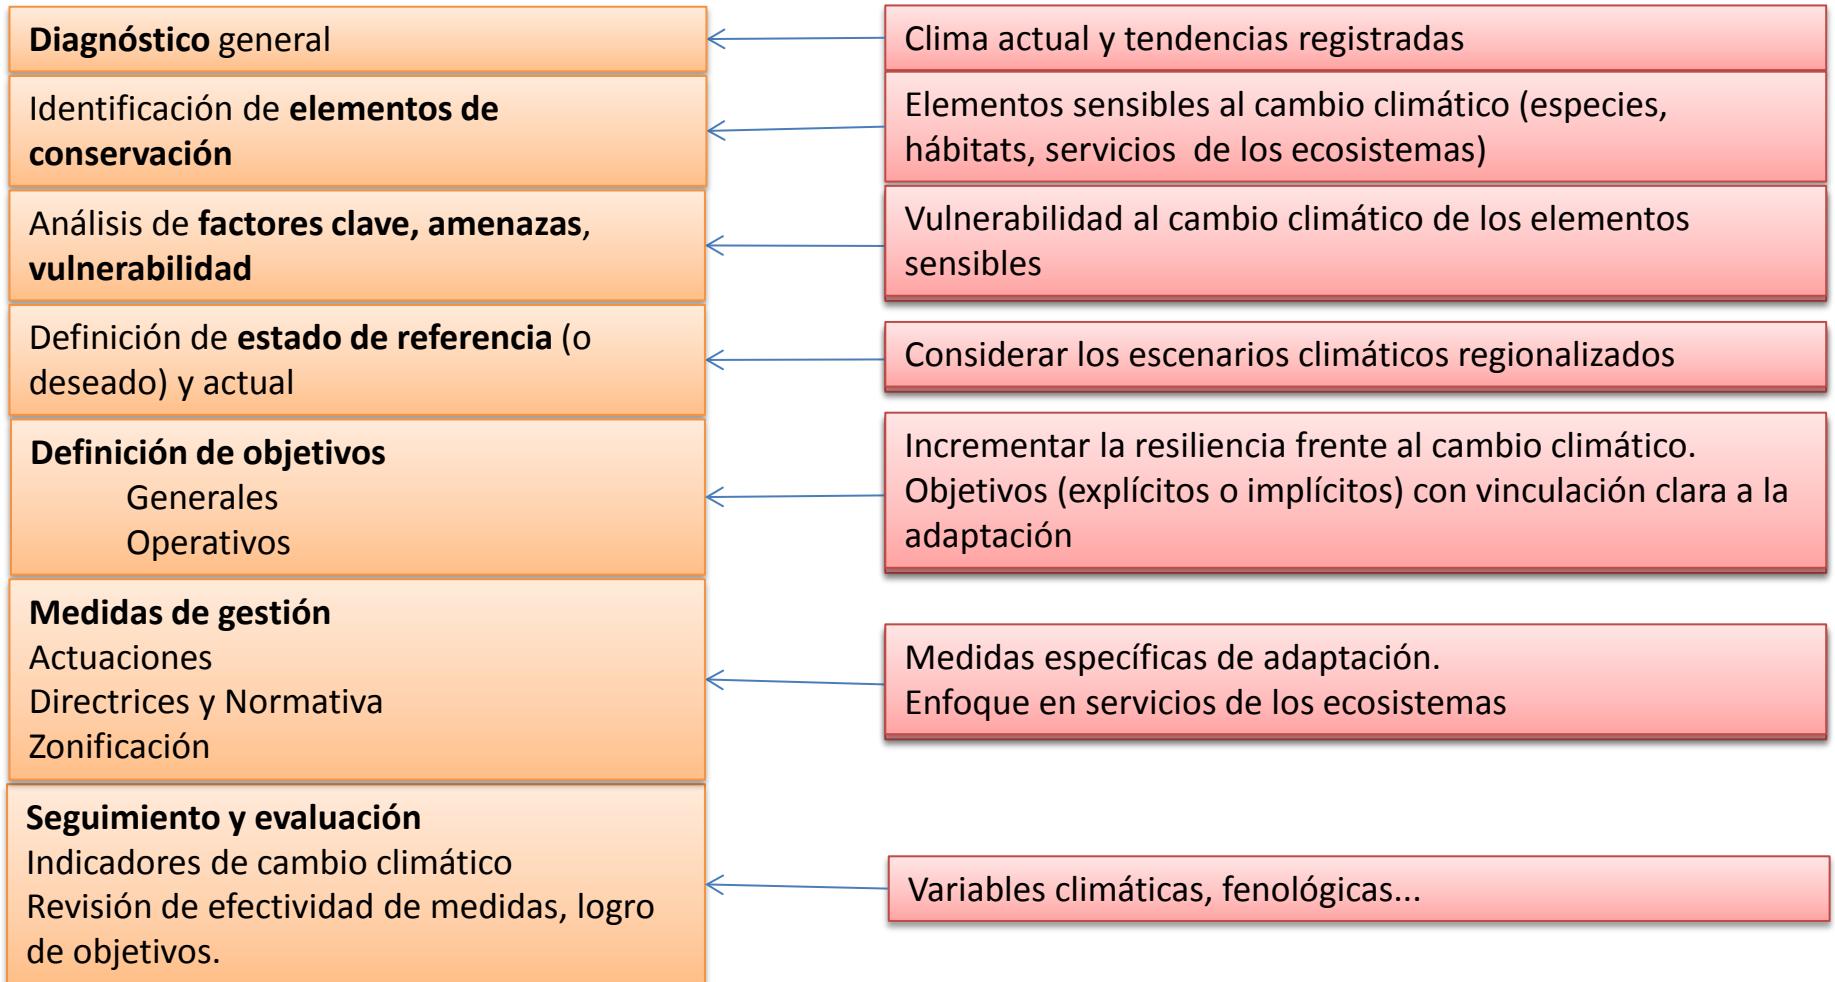 Diagnóstico general
Clima actual y tendencias registradas
Identificación de elementos de
conservación
Elementos sensibles al cambio climático (especies,
hábitats, servicios de los ecosistemas)
Análisis de factores clave, amenazas,
vulnerabilidad
Vulnerabilidad al cambio climático de los elementos
sensibles
Definición de estado de referencia (o
deseado) y actual
Considerar los escenarios climáticos regionalizados
Definición de objetivos
Generales
Operativos
Incrementar la resiliencia frente al cambio climático.
Objetivos (explícitos o implícitos) con vinculación clara a la
adaptación
Medidas de gestión
Actuaciones
Directrices y Normativa
Zonificación
Medidas específicas de adaptación.
Enfoque en servicios de los ecosistemas
Seguimiento y evaluación
Indicadores de cambio climático
Revisión de efectividad de medidas, logro
de objetivos.
Variables climáticas, fenológicas...